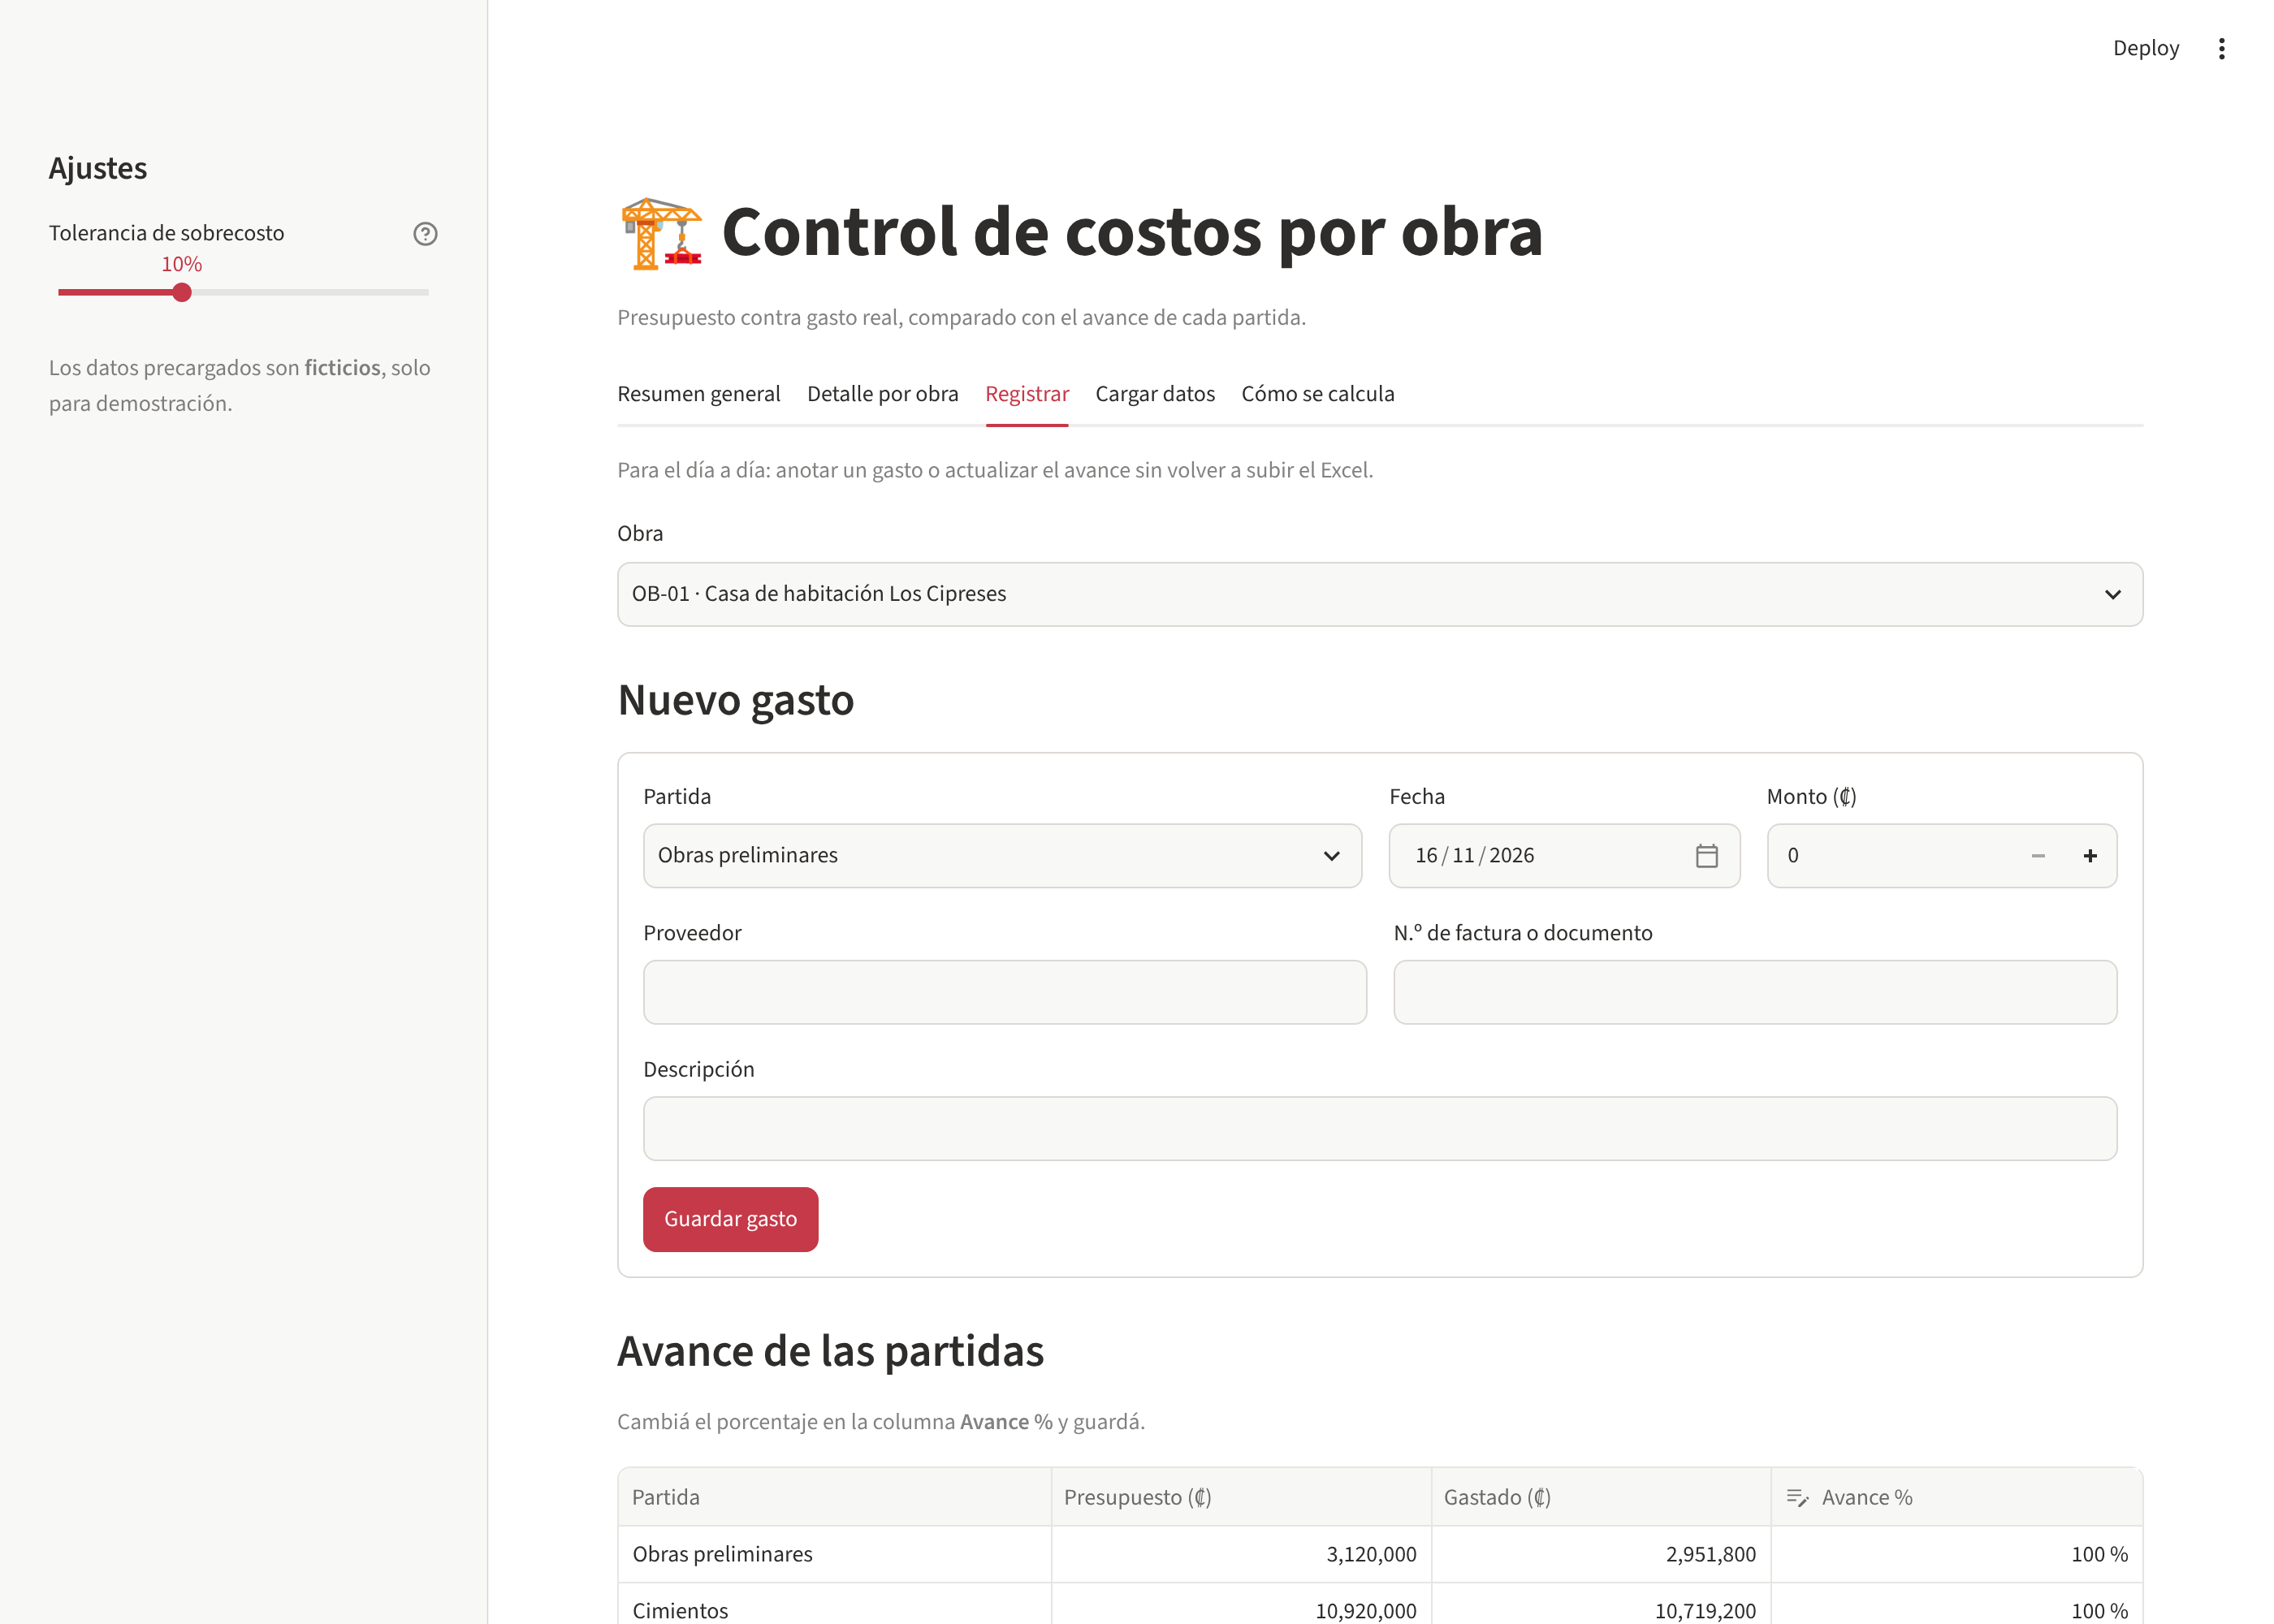 Deploy
Ajustes
Tolerancia de sobrecosto
10%
Los datos precargados son ficticios, solo
para demostración.
Control de costos por obra
Presupuesto contra gasto real, comparado con el avance de cada partida.
Resumen general Detalle por obra Registrar Cargar datos Cómo se calcula
Para el día a día: anotar un gasto o actualizar el avance sin volver a subir el Excel.
Obra
OB-01 · Casa de habitación Los Cipreses
Nuevo gasto
Partida Fecha Monto (₡)
Obras preliminares 16/11/2026 0
Proveedor N.º de factura o documento
Descripción
Guardar gasto
Avance de las partidas
Cambiá el porcentaje en la columna Avance % y guardá.
Partida Presupuesto (₡) Gastado (₡) Avance %
Obras preliminares 3,120,000 2,951,800 100 %
Cimientos 10,920,000 10,719,200 100 %